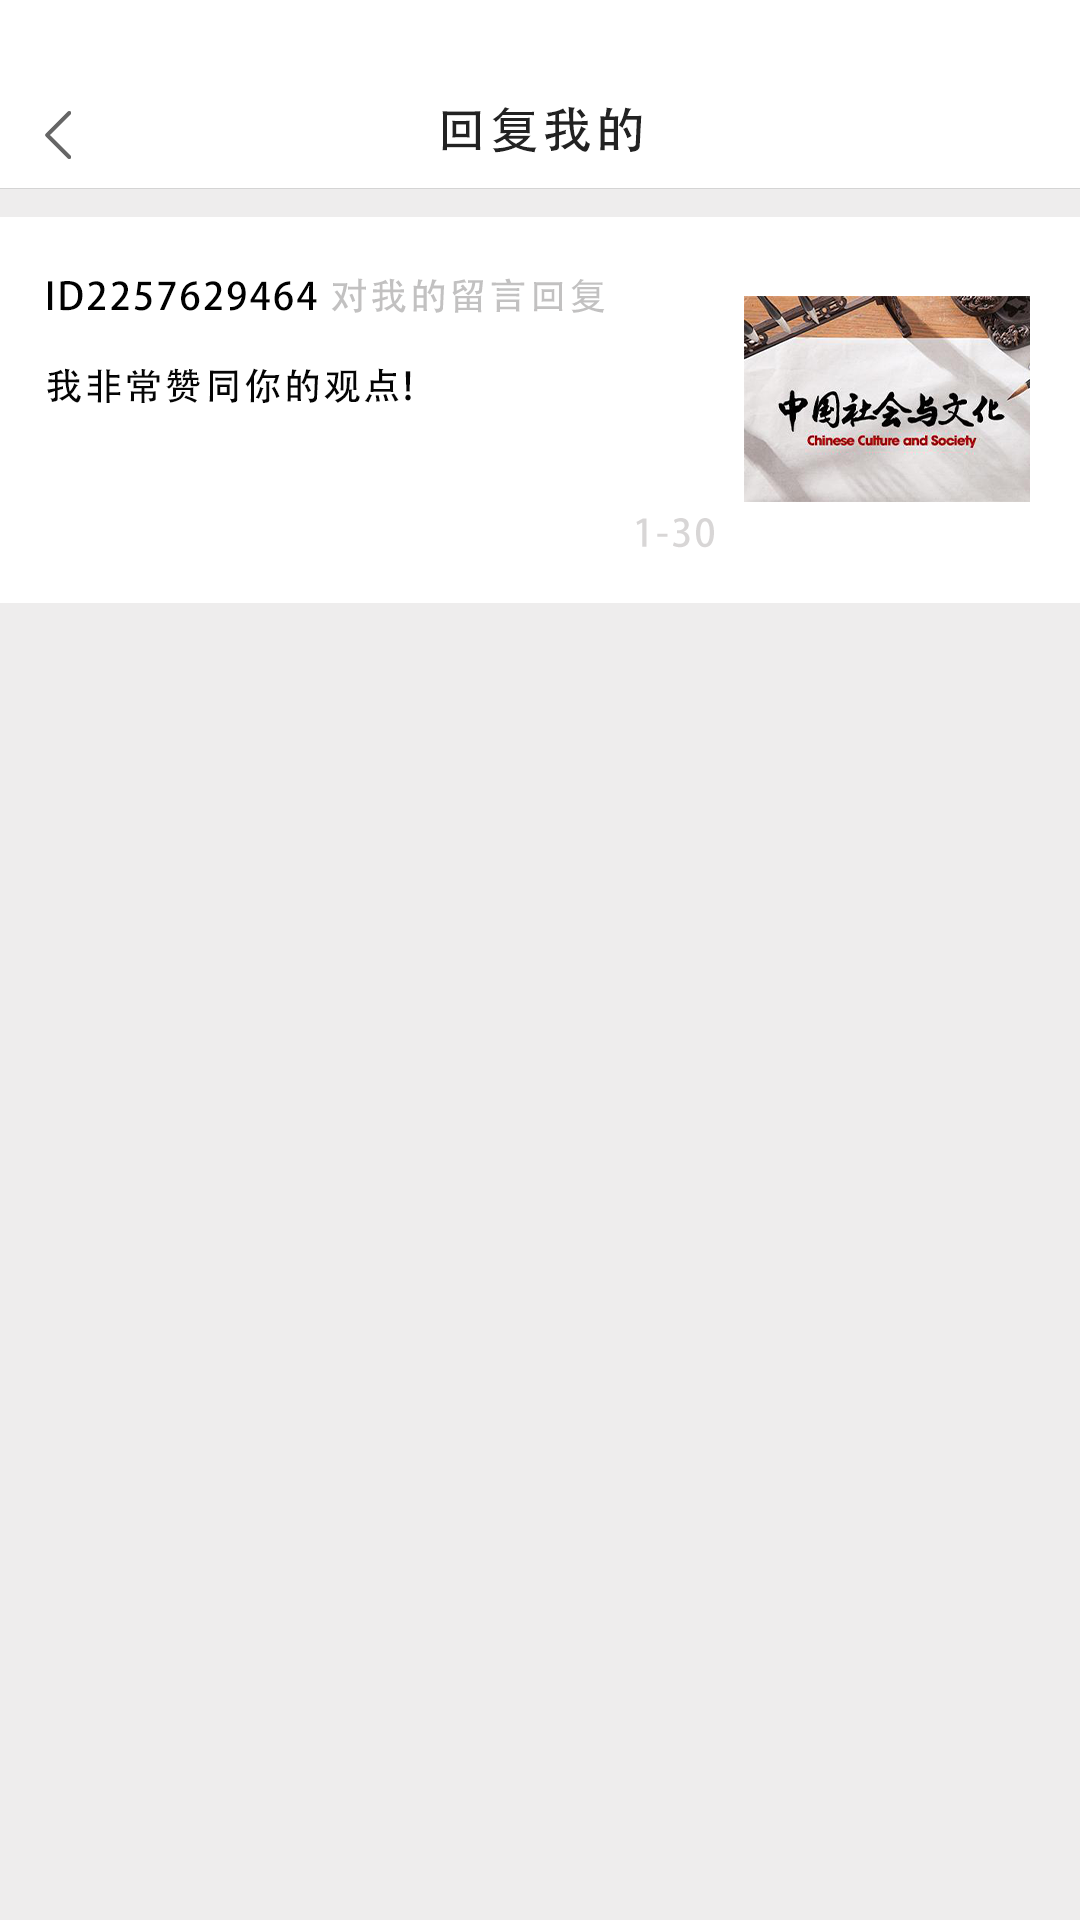 回复我的
ID2257629464 对我的留言回复
我非常赞同你的观点!
中国社会与文化
Chinese Culture and Society
1-30